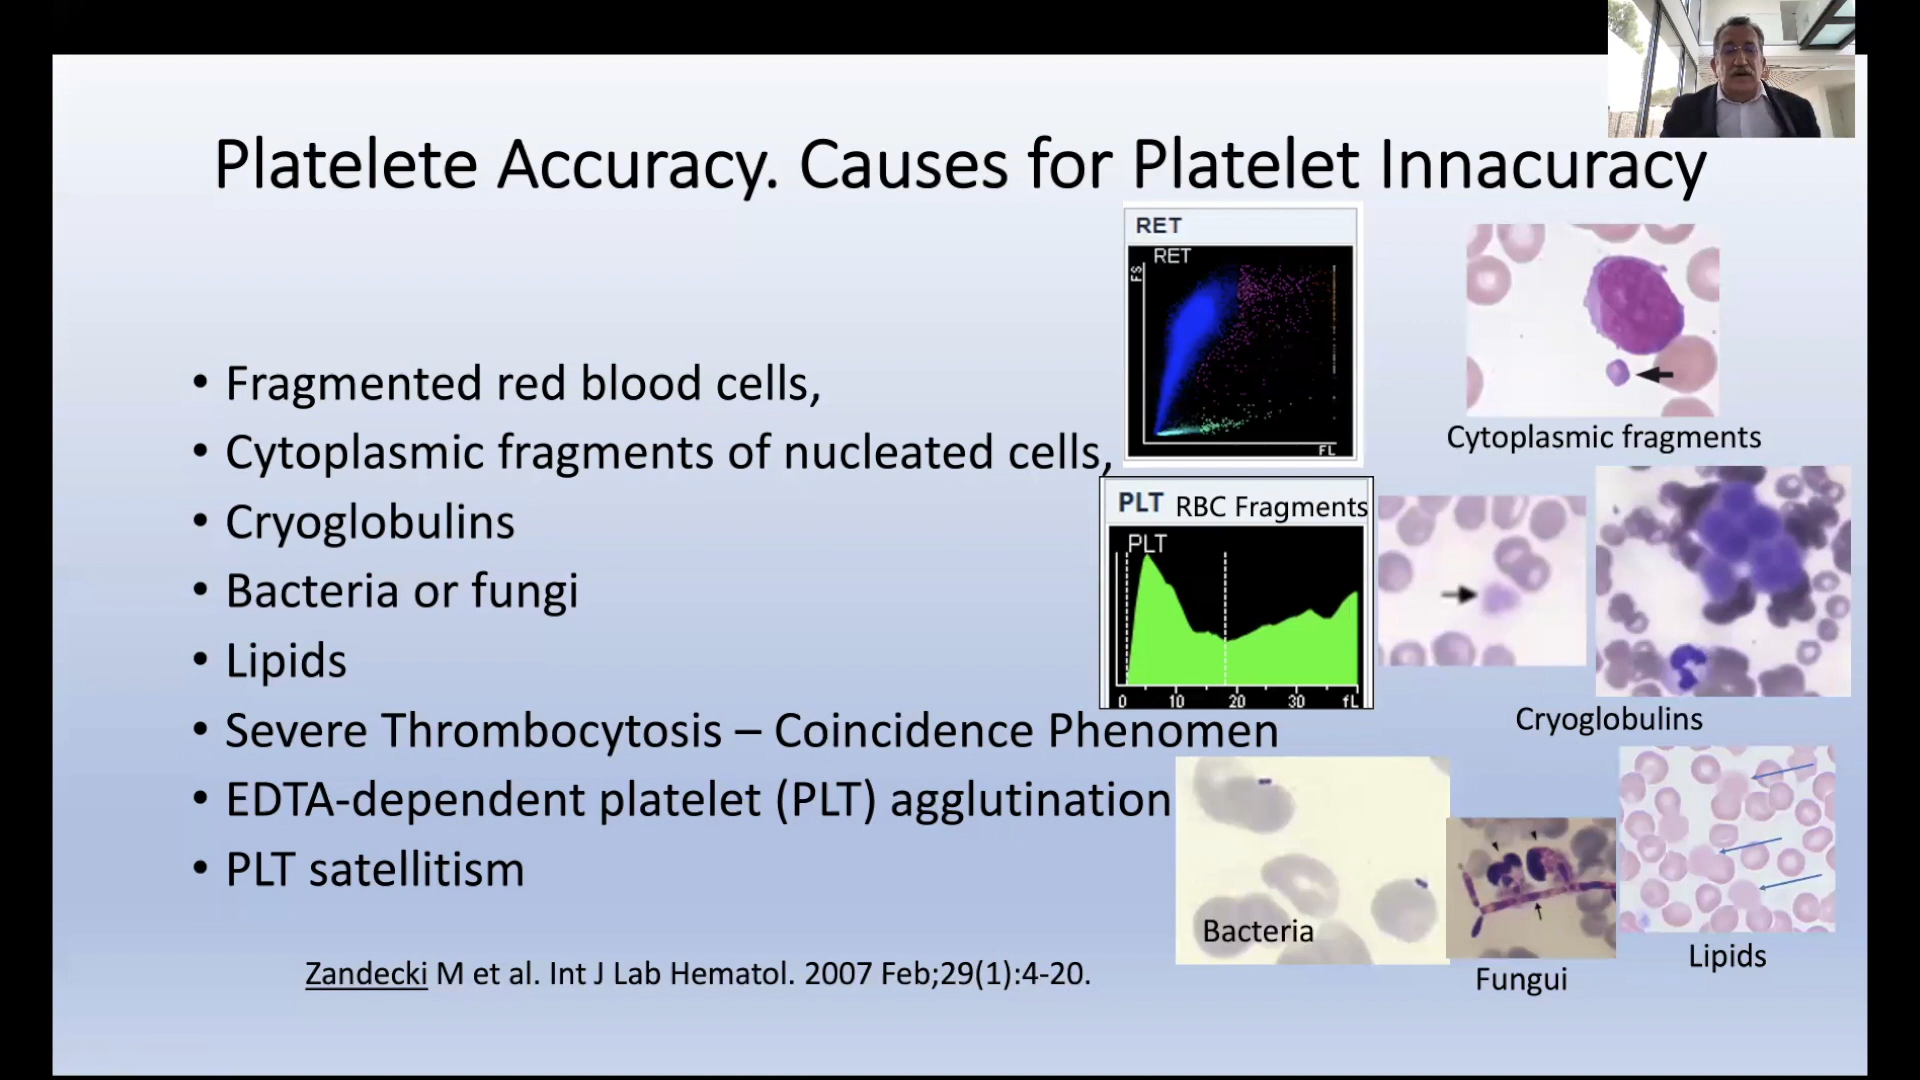 Platelete Accuracy. Causes for Platelet Innacuracy
• Fragmented red blood cells,
• Cytoplasmic fragments of nucleated cells,
• Cryoglobulins
• Bacteria or fungi
• Lipids
• Severe Thrombocytosis – Coincidence Phenomen
• EDTA-dependent platelet (PLT) agglutination
• PLT satellitism
Zandecki M et al. Int J Lab Hematol. 2007 Feb;29(1):4-20.
RET
RET
FS
FL
Cytoplasmic fragments
PLT RBC Fragments
PLT
0 10 20 30 fL
Cryoglobulins
Bacteria
Fungui
Lipids